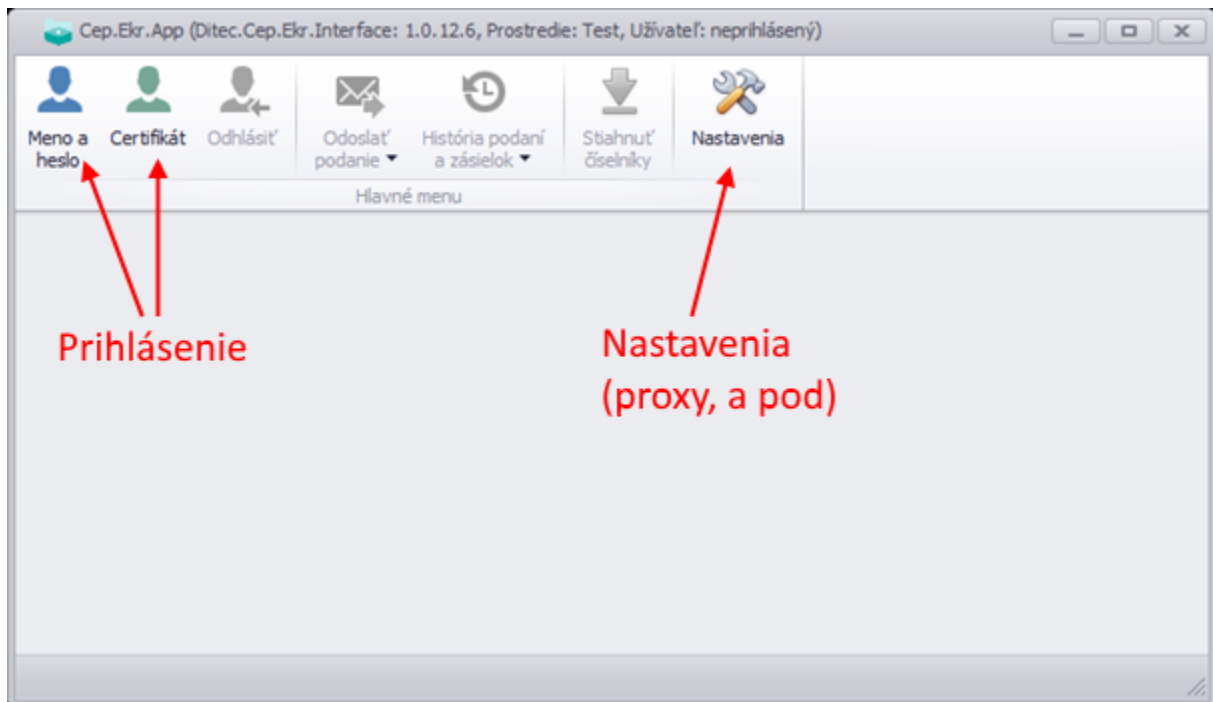 Cep.Ekr.App (Ditec.Cep.Ekr.Interface: 1.0.12.6, Prostredie: Test, Užívateľ: neprihlásený)
Meno a
heslo
Certifikát
Odhlásiť
Odoslať
podanie
História podaní
a zásielok
Stiahnuť
číselníky
Nastavenia
Hlavné menu
Prihlásenie
Nastavenia
(proxy, a pod)